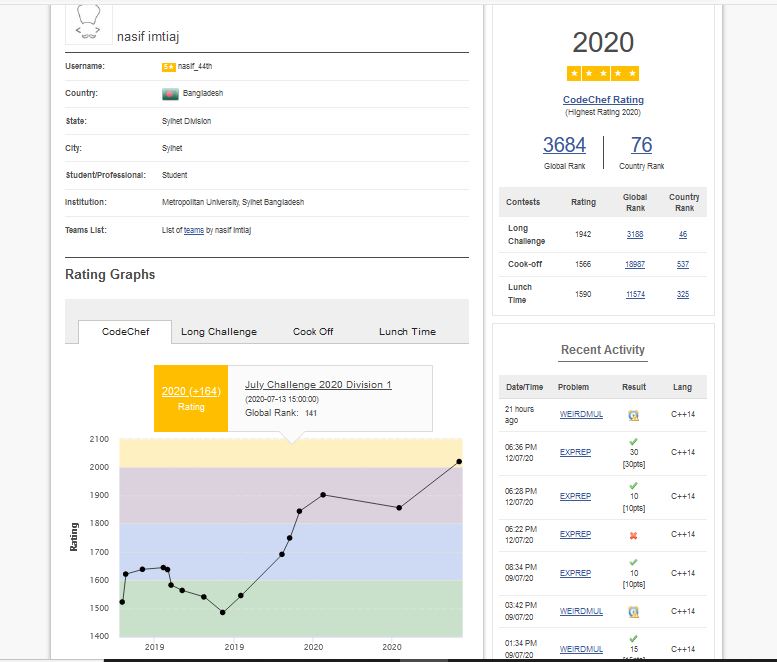 nasif imtiaj
Username: 5★ nasif_44th
Country: Bangladesh
State: Sylhet Division
City: Sylhet
Student/Professional: Student
Institution: Metropolitan University, Sylhet Bangladesh
Teams List: List of teams by nasif imtiaj
Rating Graphs
CodeChef Long Challenge Cook Off Lunch Time
2020 (+164)
Rating
July Challenge 2020 Division 1
(2020-07-13 15:00:00)
Global Rank: 141
2100
2000
1900
1800
1700
1600
1500
1400
Rating
2019 2019 2020 2020
2020
★ ★ ★ ★ ★
CodeChef Rating
(Highest Rating 2020)
3684 76
Global Rank Country Rank
Contests Rating Global Rank Country Rank
Long Challenge 1942 3188 46
Cook-off 1566 18987 537
Lunch Time 1590 11574 325
Recent Activity
Date/Time Problem Result Lang
21 hours ago WEIRDMUL C++14
06:36 PM 12/07/20 EXPREP 30 [30pts] C++14
06:28 PM 12/07/20 EXPREP 10 [10pts] C++14
06:22 PM 12/07/20 EXPREP C++14
08:34 PM 09/07/20 EXPREP 10 [10pts] C++14
03:42 PM 09/07/20 WEIRDMUL C++14
01:34 PM 09/07/20 WEIRDMUL 15 C++14